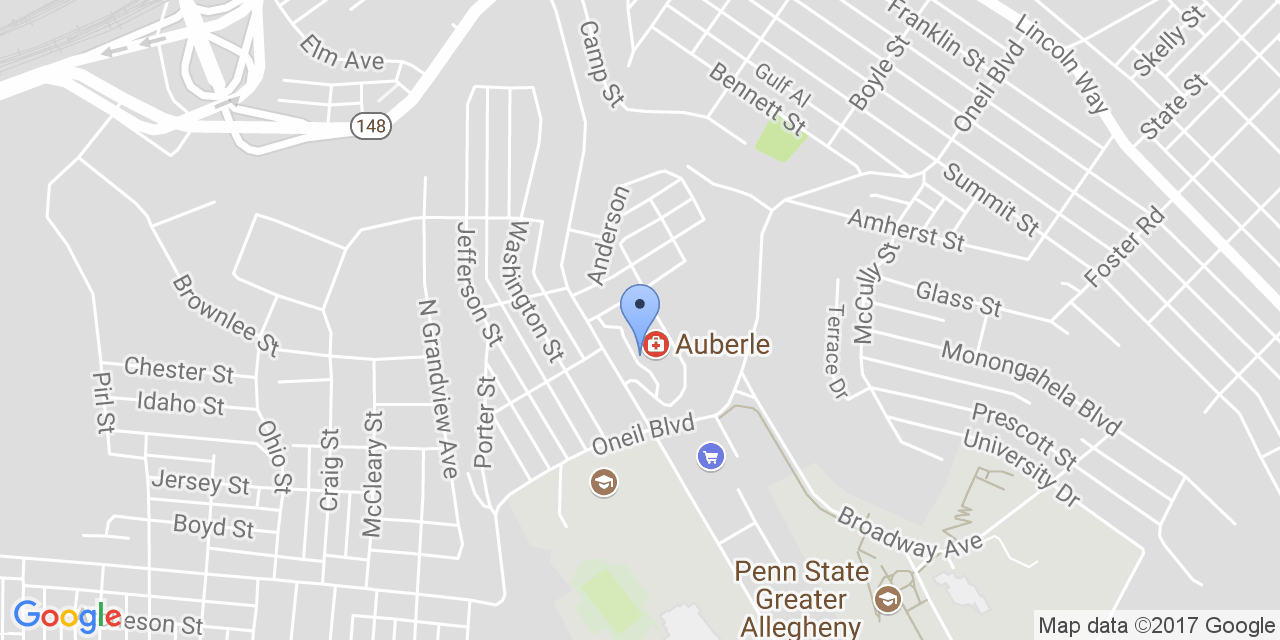 Elm Ave
148
Camp St
Franklin St
Lincoln Way
Skelly St
Boyle St
Oneil Blvd
State St
Gulf Al
Bennett St
Summit St
Foster Rd
Amherst St
McCully St
Anderson
Washington St
Jefferson St
Brownlee St
N Grandview Ave
Glass St
Terrace Dr
Monongahela Blvd
Auberle
Chester St
Idaho St
Pirl St
Porter St
Ohio St
Craig St
McCleary St
Oneil Blvd
Prescott St
University Dr
Jersey St
Boyd St
Broadway Ave
Penn State
Greater
Allegheny
Google
eson St
Map data ©2017 Google